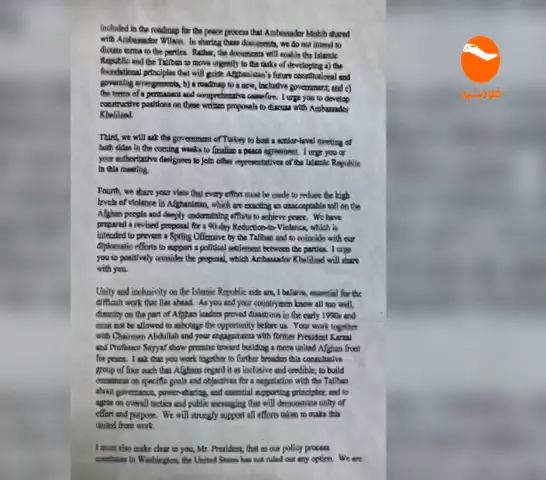 included in the roadmap for the peace process that Ambassador Mohib shared
with Ambassador Wilson. In sharing these documents, we do not intend to
dictate terms to the parties. Rather, the documents will enable the Islamic
Republic and the Taliban to move urgently to the tasks of developing a) the
foundational principles that will guide Afghanistan's future constitutional and
governing arrangements, b) a roadmap to a new, inclusive government; and c)
the terms of a permanent and comprehensive ceasefire. I urge you to develop
constructive positions on these written proposals to discuss with Ambassador
Khalilzad.
Third, we will ask the government of Turkey to host a senior-level meeting of
both sides in the coming weeks to finalize a peace agreement. I urge you or
your authoritative designees to join other representatives of the Islamic Republic
in this meeting.
Fourth, we share your view that every effort must be made to reduce the high
levels of violence in Afghanistan, which are exacting an unacceptable toll on the
Afghan people and deeply undermining efforts to achieve peace. We have
prepared a revised proposal for a 90-day Reduction-in-Violence, which is
intended to prevent a Spring Offensive by the Taliban and to coincide with our
diplomatic efforts to support a political settlement between the parties. I urge
you to positively consider the proposal, which Ambassador Khalilzad will share
with you.
Unity and inclusivity on the Islamic Republic side are, I believe, essential for the
difficult work that lies ahead. As you and your countrymen know all too well,
disunity on the part of Afghan leaders proved disastrous in the early 1990s and
must not be allowed to sabotage the opportunity before us. Your work together
with Chairman Abdullah and your engagements with former President Karzai
and Professor Sayyaf show promise toward building a more united Afghan front
for peace. I ask that you work together to further broaden this consultative
group of four such that Afghans regard it as inclusive and credible; to build
consensus on specific goals and objectives for a negotiation with the Taliban
about governance, power-sharing, and essential supporting principles; and to
agree on overall tactics and public messaging that will demonstrate unity of
effort and purpose. We will strongly support all efforts taken to make this
united from work.
I must also make clear to you, Mr. President, that as our policy process
continues in Washington, the United States has not ruled out any option. We are
خورشید